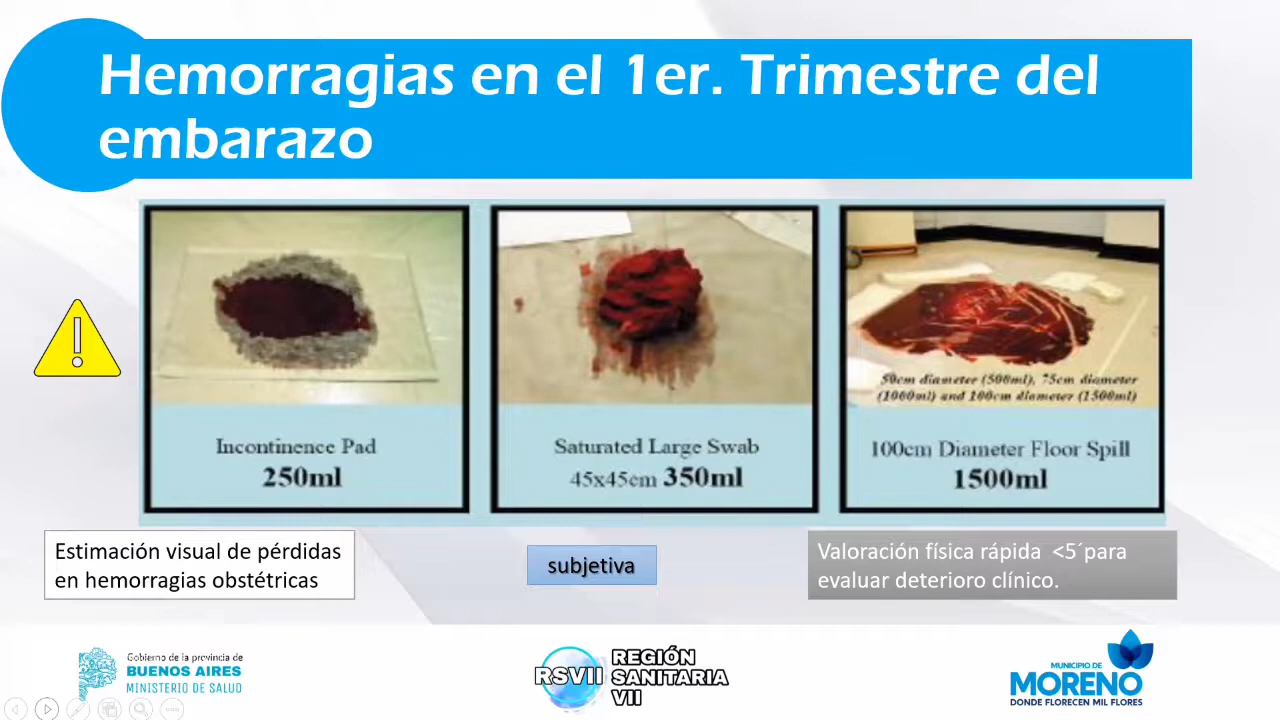 Hemorragias en el 1er. Trimestre del
embarazo
50cm diameter (500ml), 75cm diameter
(1000ml) and 100cm diameter (1500ml)
Incontinence Pad
250ml
Saturated Large Swab
45x45cm 350ml
100cm Diameter Floor Spill
1500ml
Estimación visual de pérdidas
en hemorragias obstétricas
subjetiva
Valoración física rápida <5´para
evaluar deterioro clínico.
Gobierno de la provincia de
BUENOS AIRES
MINISTERIO DE SALUD
RSVII
REGIÓN
SANITARIA
VII
MUNICIPIO DE
MORENO
DONDE FLORECEN MIL FLORES